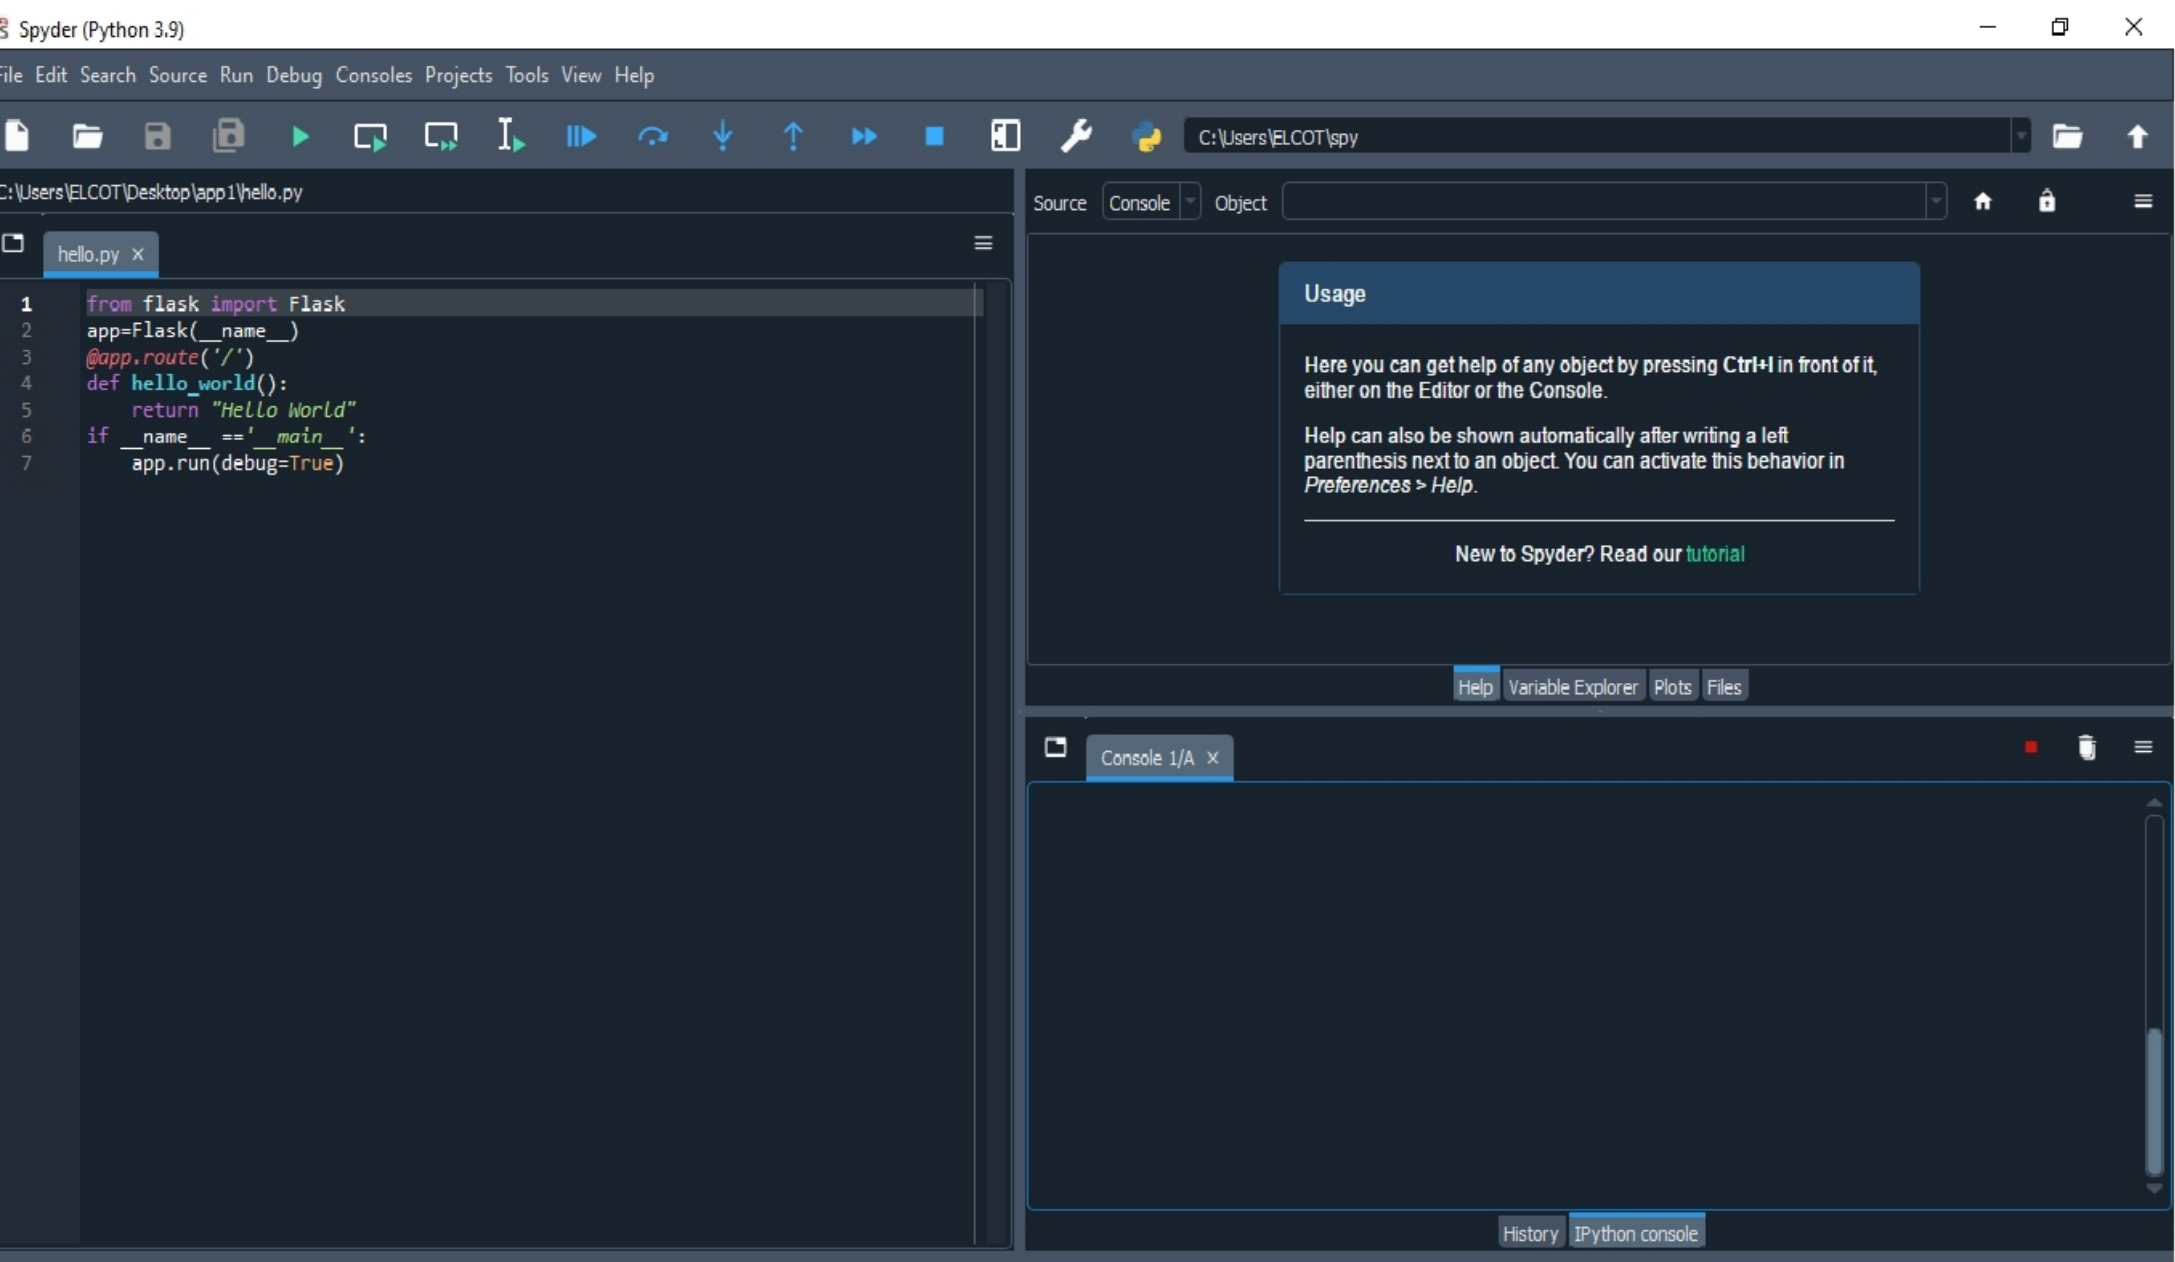 Spyder (Python 3.9)
File Edit Search Source Run Debug Consoles Projects Tools View Help
C:\Users\ELCOT\spy
C:\Users\ELCOT\Desktop\app1\hello.py
hello.py
1 from flask import Flask
2 app=Flask(__name__)
3 @app.route('/')
4 def hello_world():
5 return "Hello World"
6 if __name__ =='__main__':
7 app.run(debug=True)
Source Console Object
Usage
Here you can get help of any object by pressing Ctrl+I in front of it,
either on the Editor or the Console.
Help can also be shown automatically after writing a left
parenthesis next to an object. You can activate this behavior in
Preferences > Help.
New to Spyder? Read our tutorial
Help Variable Explorer Plots Files
Console 1/A
History IPython console